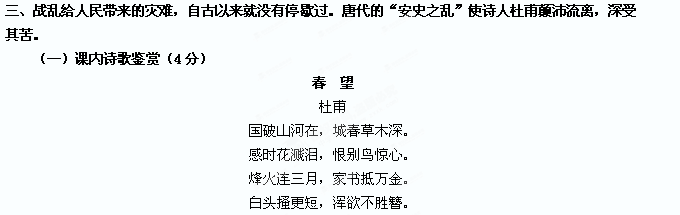 三、战乱给人民带来的灾难，自古以来就没有停歇过。唐代的“安史之乱”使诗人杜甫颠沛流离，深受
其苦。
（一）课内诗歌鉴赏（4分）
春 望
杜甫
国破山河在，城春草木深。
感时花溅泪，恨别鸟惊心。
烽火连三月，家书抵万金。
白头搔更短，浑欲不胜簪。